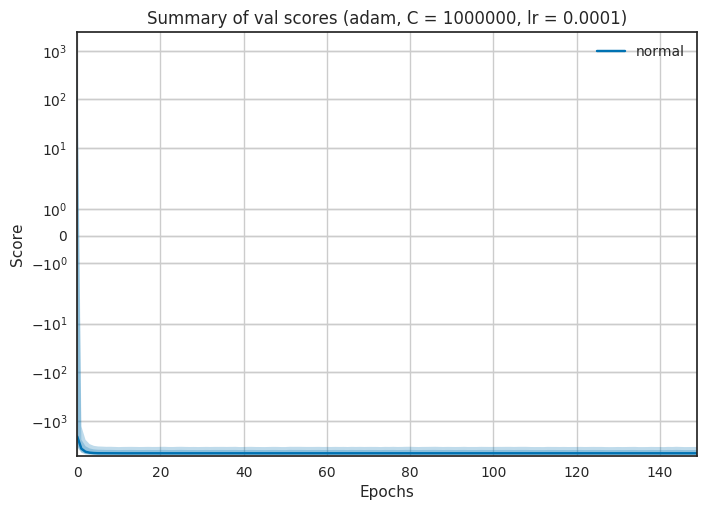 Summary of val scores (adam, C = 1000000, lr = 0.0001)
normal
10³
10²
10¹
10⁰
0
−10⁰
−10¹
−10²
−10³
Score
0 20 40 60 80 100 120 140
Epochs